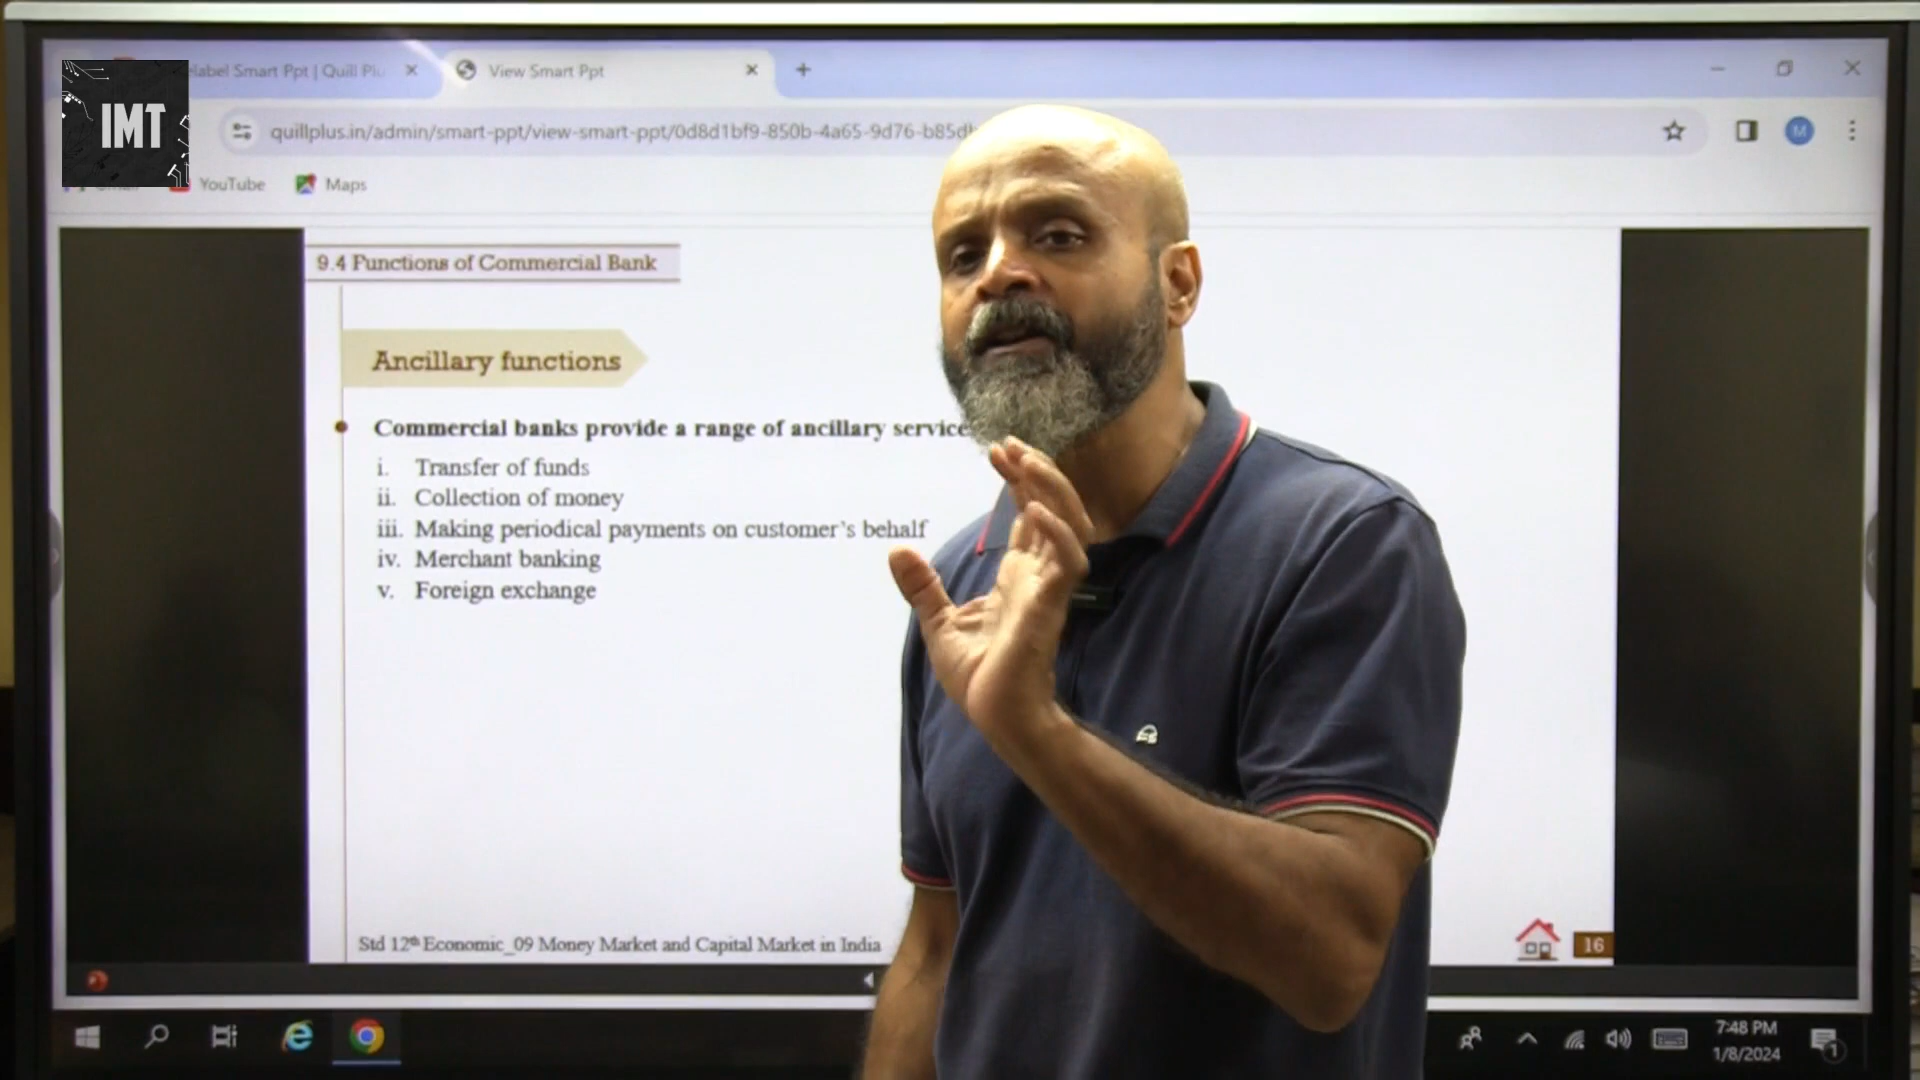 label Smart Ppt | Quill Plu
View Smart Ppt
IMT
quillplus.in/admin/smart-ppt/view-smart-ppt/0d8d1bf9-850b-4a65-9d76-b85d
M
YouTube
Maps
9.4 Functions of Commercial Bank
Ancillary functions
Commercial banks provide a range of ancillary service
i. Transfer of funds
ii. Collection of money
iii. Making periodical payments on customer's behalf
iv. Merchant banking
v. Foreign exchange
Std 12th Economic_09 Money Market and Capital Market in India
16
7:48 PM
1/8/2024
1